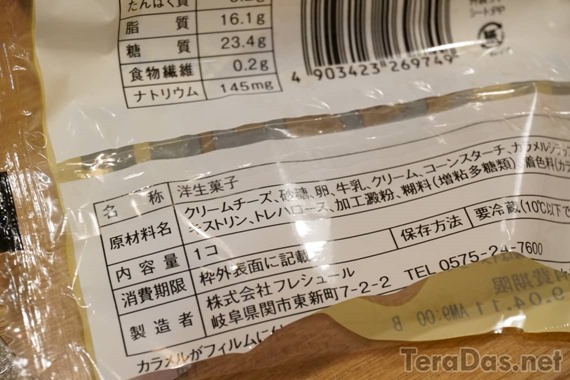 たんぱく質
脂 質 16.1g
糖 質 23.4g
食物繊維 0.2g
ナトリウム 145mg
4 903423 269749
名 称 洋生菓子
原材料名 クリームチーズ、砂糖、卵、牛乳、クリーム、コーンスターチ、カラメル
キストリン、トレハロース、加工澱粉、糊料(増粘多糖類)、着色料(カラ
内容量 1コ 保存方法 要冷蔵(10℃以下で
消費期限 枠外表面に記載
製造者 株式会社フレシュール TEL 0575-24-7600
岐阜県関市東新町7-2-2
カラメルがフィルムに付
TeraDas.net